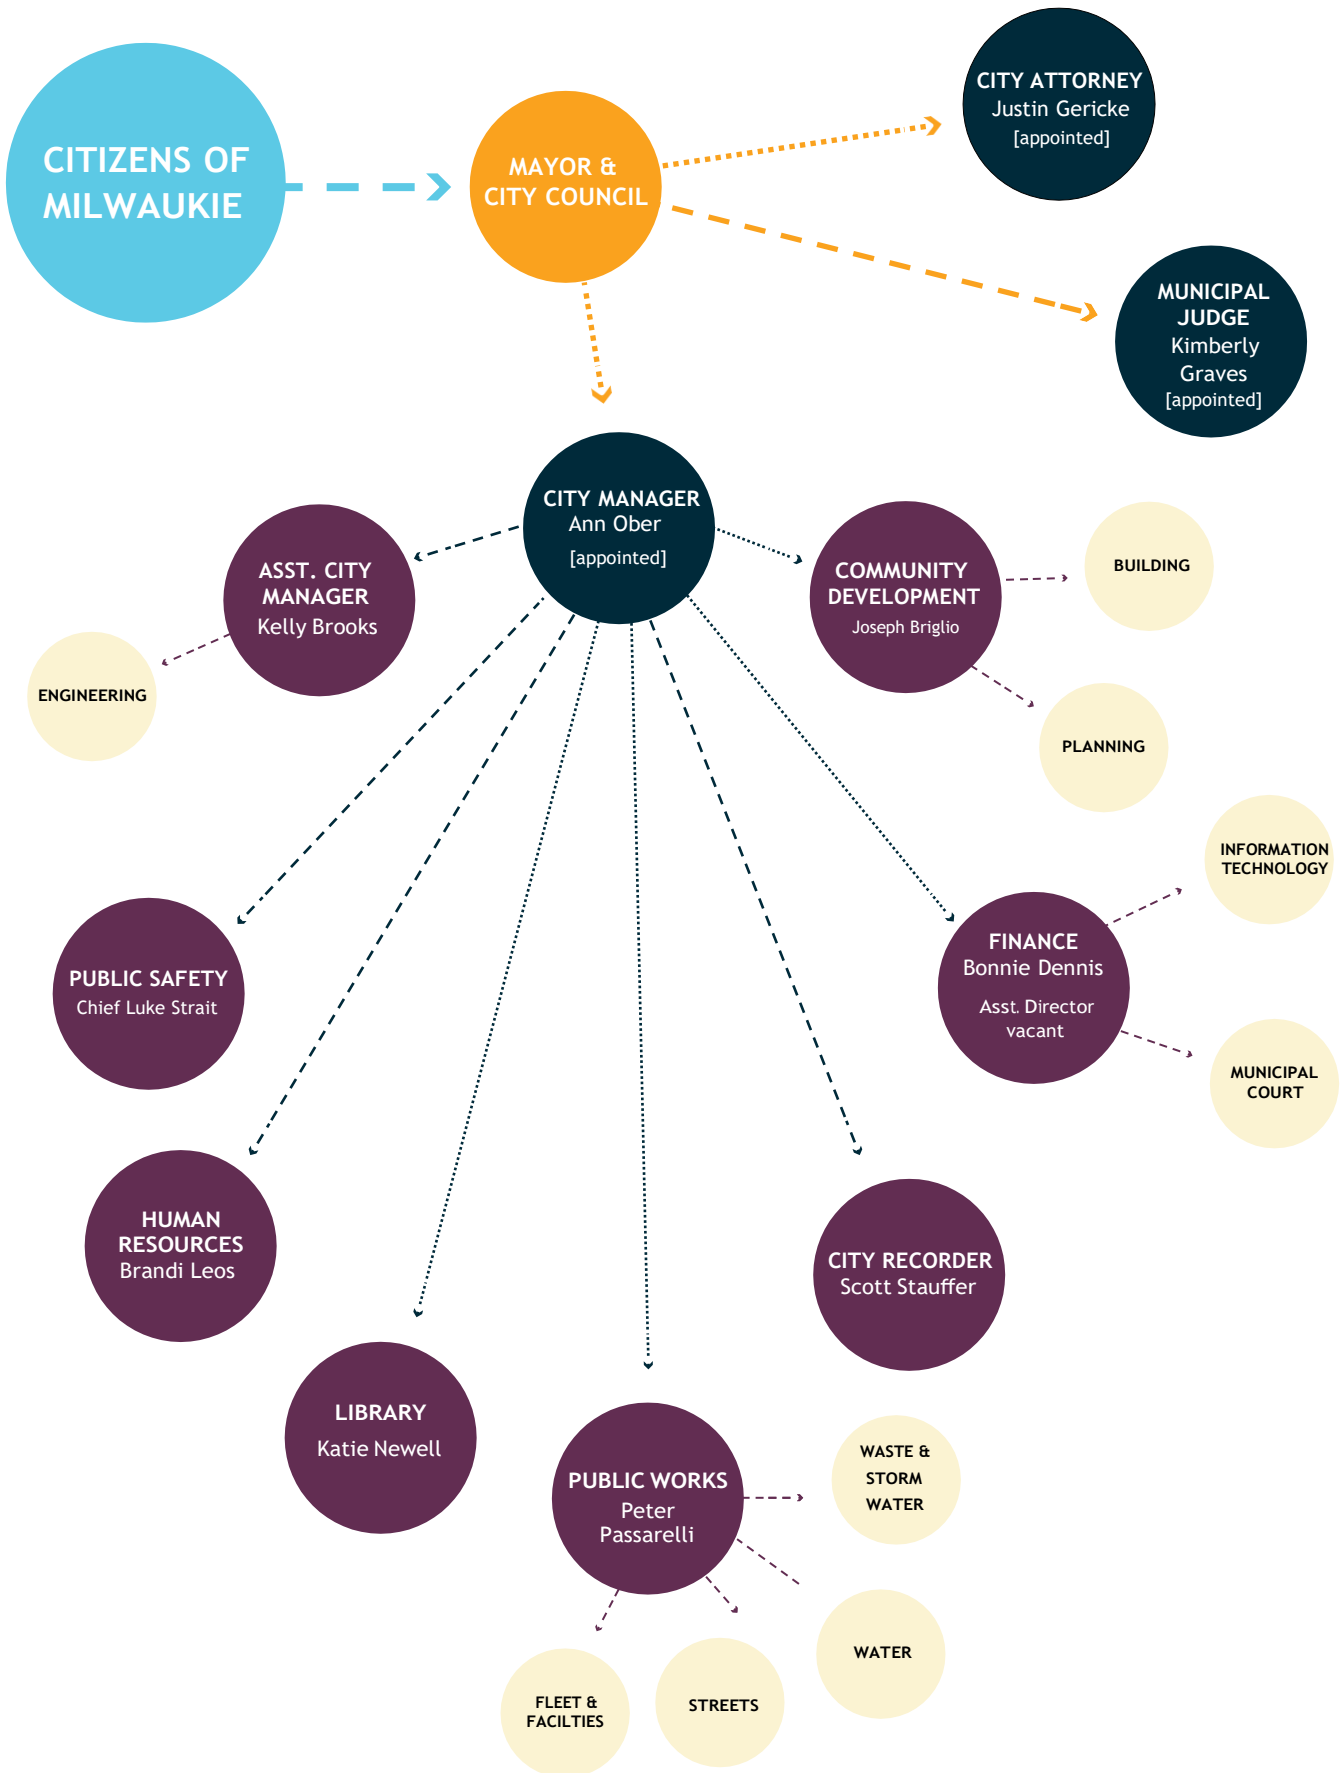 CITIZENS OF
MILWAUKIE
MAYOR &
CITY COUNCIL
CITY ATTORNEY
Justin Gericke
[appointed]
MUNICIPAL
JUDGE
Kimberly
Graves
[appointed]
CITY MANAGER
Ann Ober
[appointed]
ASST. CITY
MANAGER
Kelly Brooks
ENGINEERING
COMMUNITY
DEVELOPMENT
Joseph Briglio
BUILDING
PLANNING
INFORMATION
TECHNOLOGY
FINANCE
Bonnie Dennis
Asst. Director
vacant
MUNICIPAL
COURT
PUBLIC SAFETY
Chief Luke Strait
HUMAN
RESOURCES
Brandi Leos
CITY RECORDER
Scott Stauffer
LIBRARY
Katie Newell
PUBLIC WORKS
Peter
Passarelli
WASTE &
STORM
WATER
WATER
STREETS
FLEET &
FACILTIES